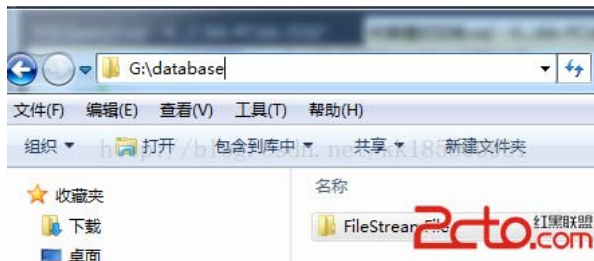 G:\database
文件(F) 编辑(E) 查看(V) 工具(T) 帮助(H)
组织 打开 包含到库中 共享 新建文件夹
收藏夹
名称
下载
FileStream
2cto
红黑联盟
.com
桌面